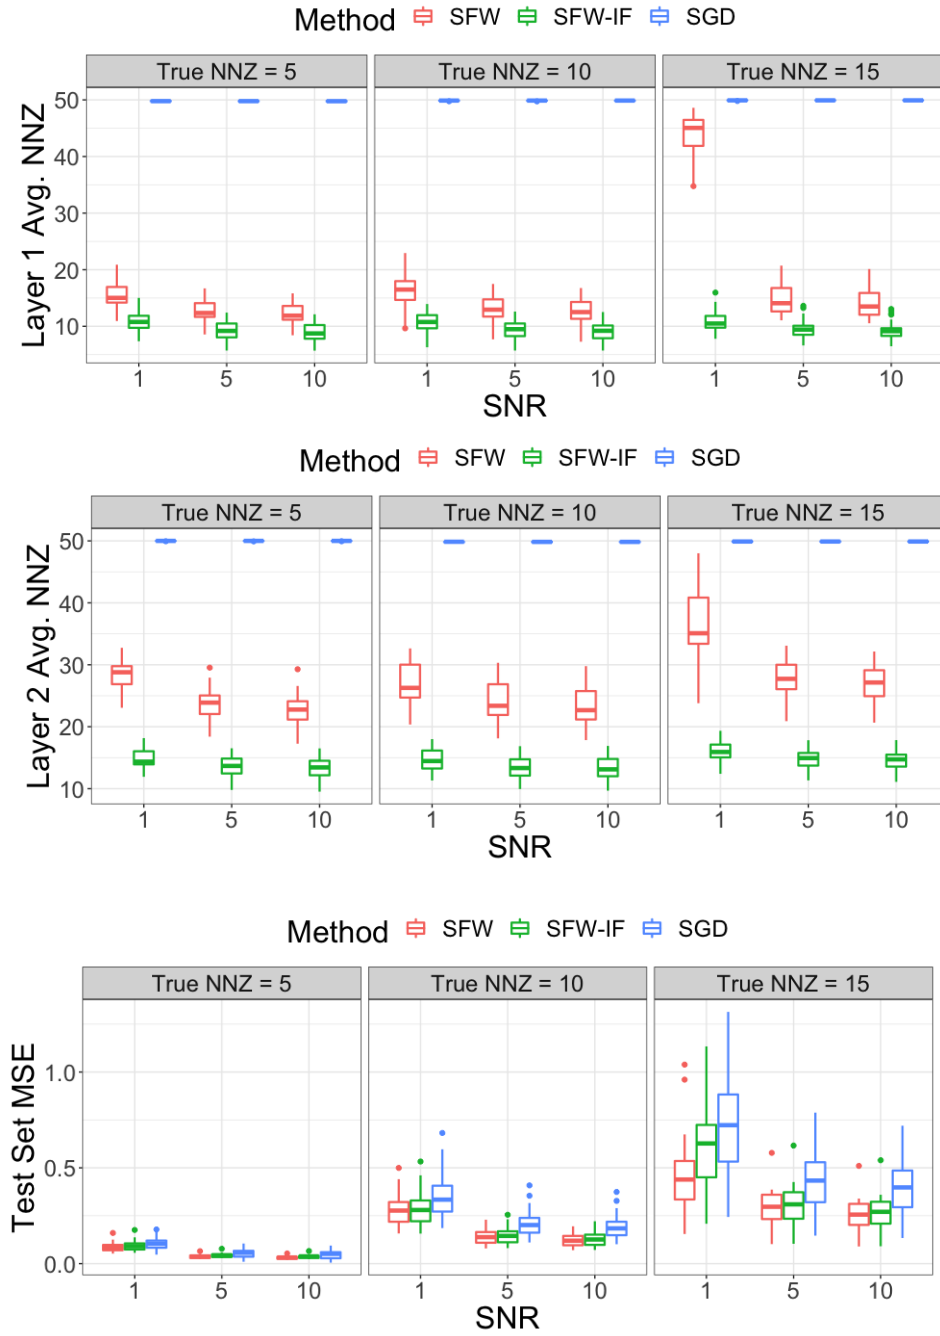 Method SFW SFW-IF SGD
True NNZ = 5 True NNZ = 10 True NNZ = 15
Layer 1 Avg. NNZ
50
40
30
20
10
1 5 10 1 5 10 1 5 10
SNR
Method SFW SFW-IF SGD
True NNZ = 5 True NNZ = 10 True NNZ = 15
Layer 2 Avg. NNZ
50
40
30
20
10
1 5 10 1 5 10 1 5 10
SNR
Method SFW SFW-IF SGD
True NNZ = 5 True NNZ = 10 True NNZ = 15
Test Set MSE
1.0
0.5
0.0
1 5 10 1 5 10 1 5 10
SNR